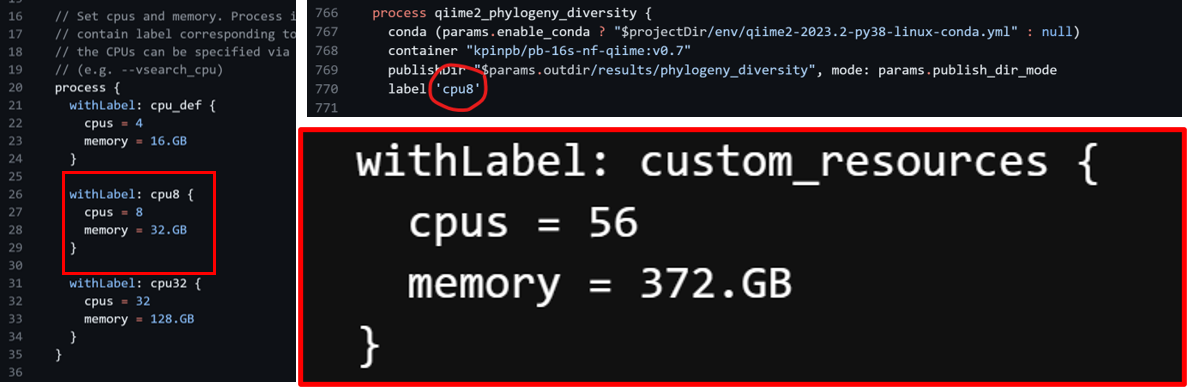 16 // Set cpus and memory. Process i
17 // contain label corresponding to
18 // the CPUs can be specified via
19 // (e.g. --vsearch_cpu)
20 process {
21 withLabel: cpu_def {
22 cpus = 4
23 memory = 16.GB
24 }
25
26 withLabel: cpu8 {
27 cpus = 8
28 memory = 32.GB
29 }
30
31 withLabel: cpu32 {
32 cpus = 32
33 memory = 128.GB
34 }
35 }
36
766 process qiime2_phylogeny_diversity {
767 conda (params.enable_conda ? "$projectDir/env/qiime2-2023.2-py38-linux-conda.yml" : null)
768 container "kpinpb/pb-16s-nf-qiime:v0.7"
769 publishDir "$params.outdir/results/phylogeny_diversity", mode: params.publish_dir_mode
770 label 'cpu8'
771
withLabel: custom_resources {
cpus = 56
memory = 372.GB
}